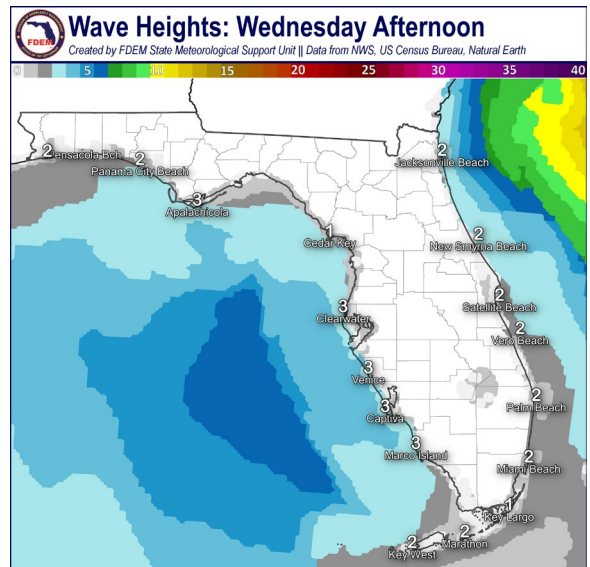 FDEM
Wave Heights: Wednesday Afternoon
Created by FDEM State Meteorological Support Unit || Data from NWS, US Census Bureau, Natural Earth
0 5 10 15 20 25 30 35 40
2
Pensacola Bch
2
Panama City Beach
3
Apalachicola
2
Jacksonville Beach
1
Cedar Key
2
New Smyrna Beach
2
Satellite Beach
3
Clearwater
2
Vero Beach
3
Venice
3
Captiva
2
Palm Beach
3
Marco Island
2
Miami Beach
1
Key Largo
2
Marathon
2
Key West